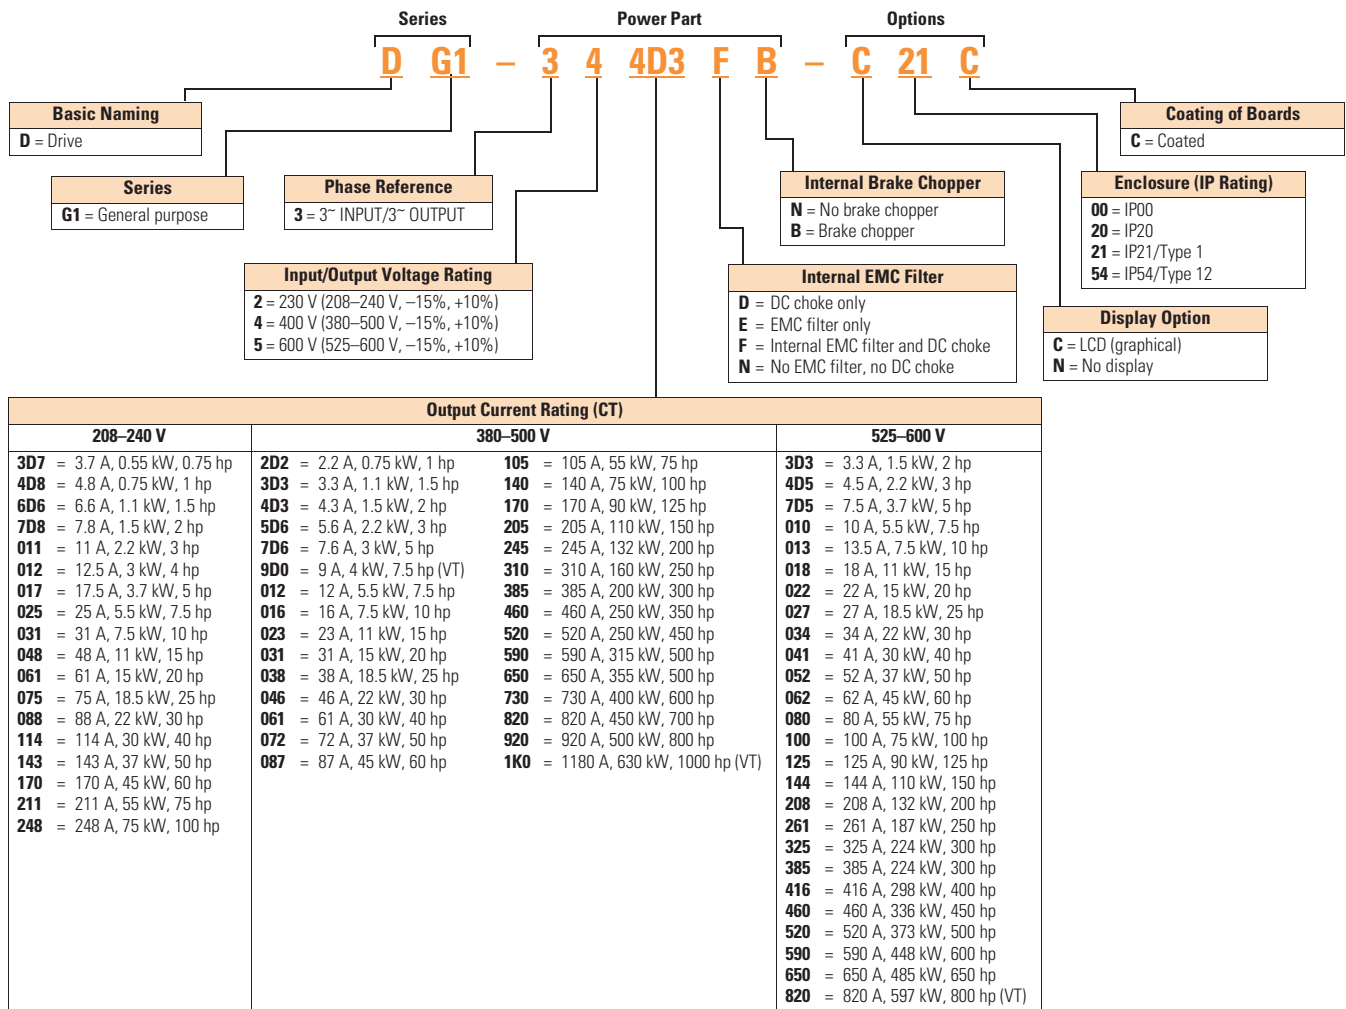 Series Power Part Options
D G1 – 3 4 4D3 F B – C 21 C
Basic Naming
D = Drive
Series
G1 = General purpose
Phase Reference
3 = 3~ INPUT/3~ OUTPUT
Input/Output Voltage Rating
2 = 230 V (208–240 V, –15%, +10%)
4 = 400 V (380–500 V, –15%, +10%)
5 = 600 V (525–600 V, –15%, +10%)
Internal Brake Chopper
N = No brake chopper
B = Brake chopper
Internal EMC Filter
D = DC choke only
E = EMC filter only
F = Internal EMC filter and DC choke
N = No EMC filter, no DC choke
Coating of Boards
C = Coated
Enclosure (IP Rating)
00 = IP00
20 = IP20
21 = IP21/Type 1
54 = IP54/Type 12
Display Option
C = LCD (graphical)
N = No display
Output Current Rating (CT)
208–240 V
3D7 = 3.7 A, 0.55 kW, 0.75 hp
4D8 = 4.8 A, 0.75 kW, 1 hp
6D6 = 6.6 A, 1.1 kW, 1.5 hp
7D8 = 7.8 A, 1.5 kW, 2 hp
011 = 11 A, 2.2 kW, 3 hp
012 = 12.5 A, 3 kW, 4 hp
017 = 17.5 A, 3.7 kW, 5 hp
025 = 25 A, 5.5 kW, 7.5 hp
031 = 31 A, 7.5 kW, 10 hp
048 = 48 A, 11 kW, 15 hp
061 = 61 A, 15 kW, 20 hp
075 = 75 A, 18.5 kW, 25 hp
088 = 88 A, 22 kW, 30 hp
114 = 114 A, 30 kW, 40 hp
143 = 143 A, 37 kW, 50 hp
170 = 170 A, 45 kW, 60 hp
211 = 211 A, 55 kW, 75 hp
248 = 248 A, 75 kW, 100 hp
380–500 V
2D2 = 2.2 A, 0.75 kW, 1 hp
3D3 = 3.3 A, 1.1 kW, 1.5 hp
4D3 = 4.3 A, 1.5 kW, 2 hp
5D6 = 5.6 A, 2.2 kW, 3 hp
7D6 = 7.6 A, 3 kW, 5 hp
9D0 = 9 A, 4 kW, 7.5 hp (VT)
012 = 12 A, 5.5 kW, 7.5 hp
016 = 16 A, 7.5 kW, 10 hp
023 = 23 A, 11 kW, 15 hp
031 = 31 A, 15 kW, 20 hp
038 = 38 A, 18.5 kW, 25 hp
046 = 46 A, 22 kW, 30 hp
061 = 61 A, 30 kW, 40 hp
072 = 72 A, 37 kW, 50 hp
087 = 87 A, 45 kW, 60 hp
105 = 105 A, 55 kW, 75 hp
140 = 140 A, 75 kW, 100 hp
170 = 170 A, 90 kW, 125 hp
205 = 205 A, 110 kW, 150 hp
245 = 245 A, 132 kW, 200 hp
310 = 310 A, 160 kW, 250 hp
385 = 385 A, 200 kW, 300 hp
460 = 460 A, 250 kW, 350 hp
520 = 520 A, 250 kW, 450 hp
590 = 590 A, 315 kW, 500 hp
650 = 650 A, 355 kW, 500 hp
730 = 730 A, 400 kW, 600 hp
820 = 820 A, 450 kW, 700 hp
920 = 920 A, 500 kW, 800 hp
1K0 = 1180 A, 630 kW, 1000 hp (VT)
525–600 V
3D3 = 3.3 A, 1.5 kW, 2 hp
4D5 = 4.5 A, 2.2 kW, 3 hp
7D5 = 7.5 A, 3.7 kW, 5 hp
010 = 10 A, 5.5 kW, 7.5 hp
013 = 13.5 A, 7.5 kW, 10 hp
018 = 18 A, 11 kW, 15 hp
022 = 22 A, 15 kW, 20 hp
027 = 27 A, 18.5 kW, 25 hp
034 = 34 A, 22 kW, 30 hp
041 = 41 A, 30 kW, 40 hp
052 = 52 A, 37 kW, 50 hp
062 = 62 A, 45 kW, 60 hp
080 = 80 A, 55 kW, 75 hp
100 = 100 A, 75 kW, 100 hp
125 = 125 A, 90 kW, 125 hp
144 = 144 A, 110 kW, 150 hp
208 = 208 A, 132 kW, 200 hp
261 = 261 A, 187 kW, 250 hp
325 = 325 A, 224 kW, 300 hp
385 = 385 A, 224 kW, 300 hp
416 = 416 A, 298 kW, 400 hp
460 = 460 A, 336 kW, 450 hp
520 = 520 A, 373 kW, 500 hp
590 = 590 A, 448 kW, 600 hp
650 = 650 A, 485 kW, 650 hp
820 = 820 A, 597 kW, 800 hp (VT)